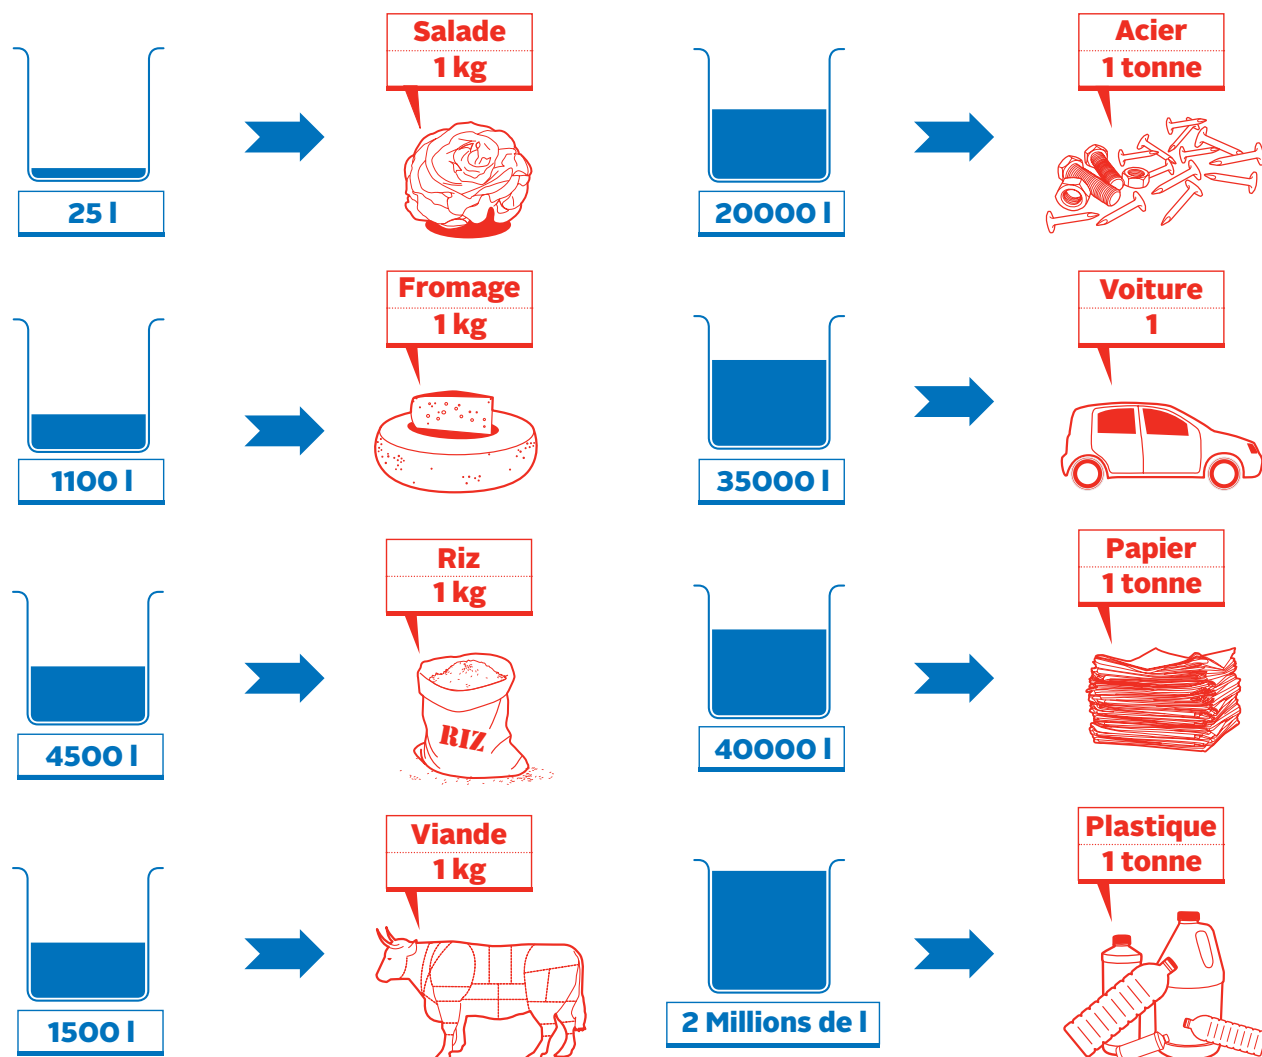 Salade
1 kg
25 l
Acier
1 tonne
20000 l
Fromage
1 kg
1100 l
Voiture
1
35000 l
Riz
1 kg
RIZ
4500 l
Papier
1 tonne
40000 l
Viande
1 kg
1500 l
Plastique
1 tonne
2 Millions de l